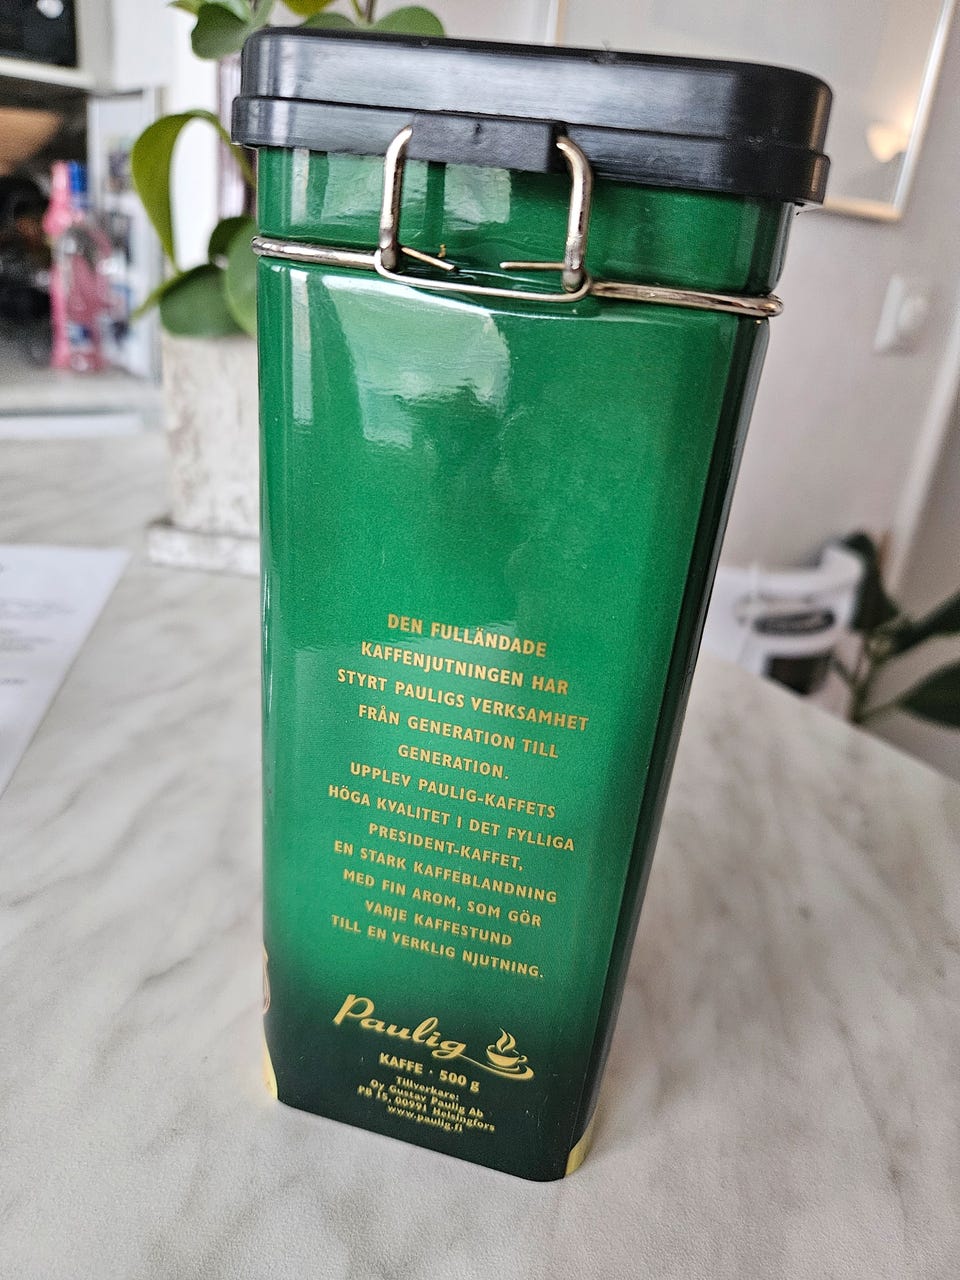 DEN FULLÄNDADE
KAFFENJUTNINGEN HAR
STYRT PAULIGS VERKSAMHET
FRÅN GENERATION TILL
GENERATION.
UPPLEV PAULIG-KAFFETS
HÖGA KVALITET I DET FYLLIGA
PRESIDENT-KAFFET,
EN STARK KAFFEBLANDNING
MED FIN AROM, SOM GÖR
VARJE KAFFESTUND
TILL EN VERKLIG NJUTNING.
Paulig
KAFFE · 500 g
Tillverkare:
Oy Gustav Paulig Ab
PB 15, 00991 Helsingfors
www.paulig.fi